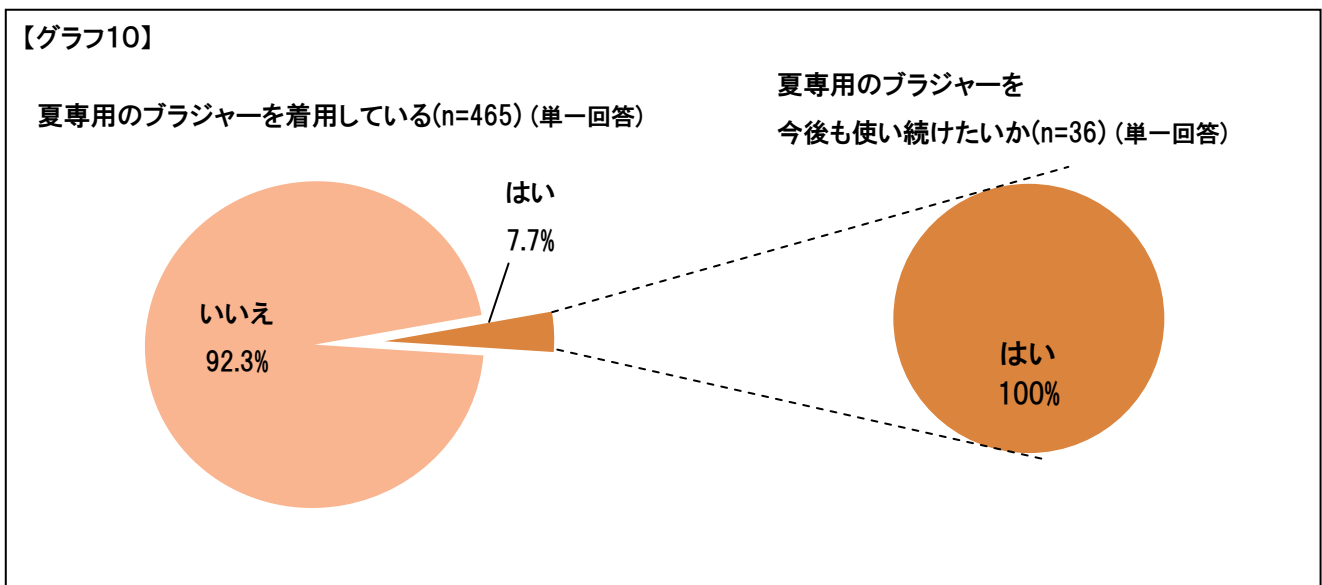 【グラフ10】
夏専用のブラジャーを着用している(n=465)(単一回答)
はい
7.7%
いいえ
92.3%
夏専用のブラジャーを
今後も使い続けたいか(n=36)(単一回答)
はい
100%